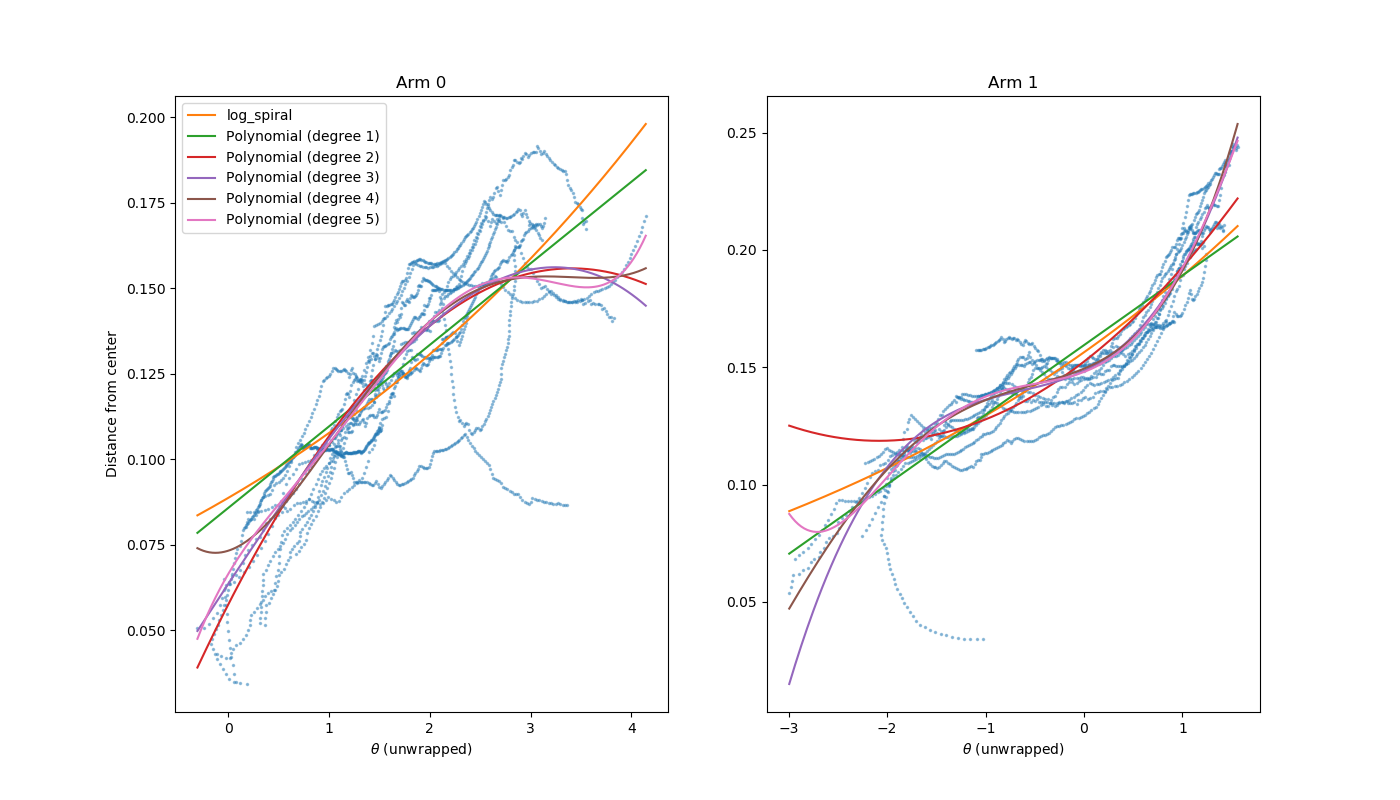 Arm 0
Arm 1
log_spiral
Polynomial (degree 1)
Polynomial (degree 2)
Polynomial (degree 3)
Polynomial (degree 4)
Polynomial (degree 5)
Distance from center
0.200
0.175
0.150
0.125
0.100
0.075
0.050
0 1 2 3 4
θ (unwrapped)
0.25
0.20
0.15
0.10
0.05
−3 −2 −1 0 1
θ (unwrapped)